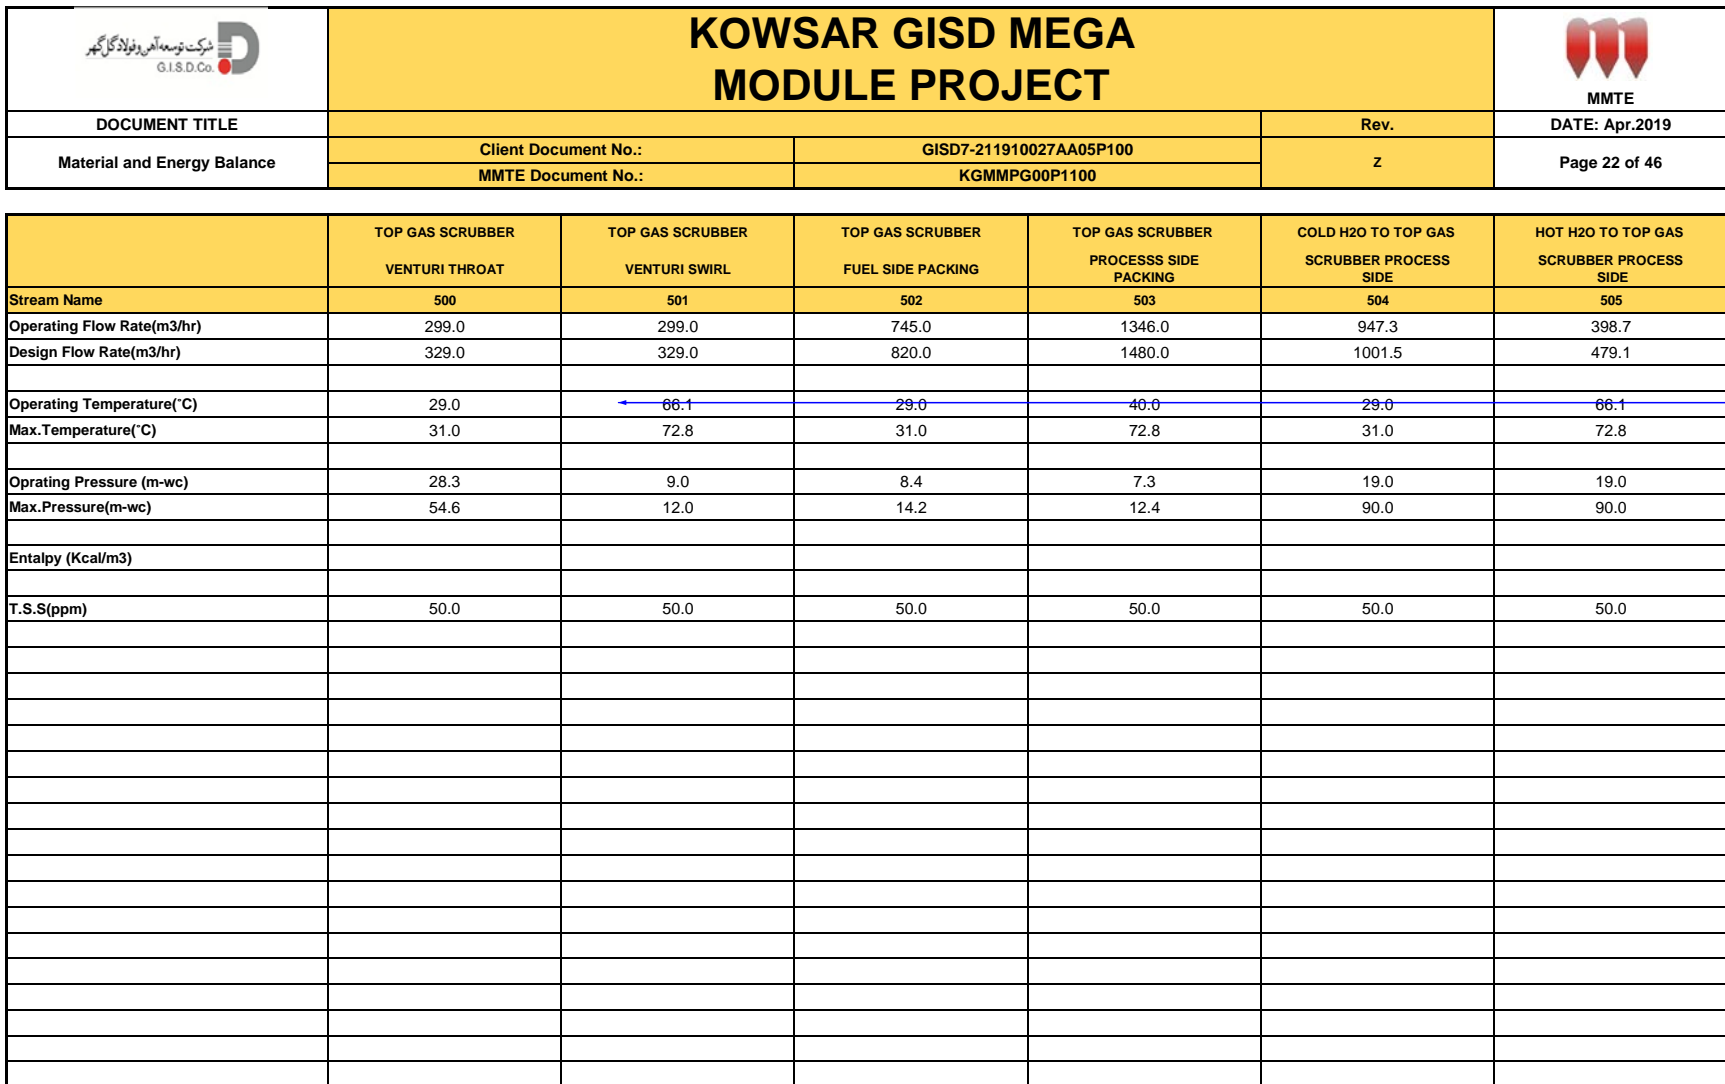 شرکت توسعه آهن و فولاد گل گهر
G.I.S.D.Co.
KOWSAR GISD MEGA
MODULE PROJECT
MMTE
DOCUMENT TITLE
Rev.
DATE: Apr.2019
Material and Energy Balance
Client Document No.:
GISD7-211910027AA05P100
Z
Page 22 of 46
MMTE Document No.:
KGMMPG00P1100
TOP GAS SCRUBBER TOP GAS SCRUBBER TOP GAS SCRUBBER TOP GAS SCRUBBER COLD H2O TO TOP GAS HOT H2O TO TOP GAS
VENTURI THROAT VENTURI SWIRL FUEL SIDE PACKING PROCESSS SIDE PACKING SCRUBBER PROCESS SIDE SCRUBBER PROCESS SIDE
Stream Name 500 501 502 503 504 505
Operating Flow Rate(m3/hr) 299.0 299.0 745.0 1346.0 947.3 398.7
Design Flow Rate(m3/hr) 329.0 329.0 820.0 1480.0 1001.5 479.1
Operating Temperature(˚C) 29.0 66.1 29.0 40.0 29.0 66.1
Max.Temperature(˚C) 31.0 72.8 31.0 72.8 31.0 72.8
Oprating Pressure (m-wc) 28.3 9.0 8.4 7.3 19.0 19.0
Max.Pressure(m-wc) 54.6 12.0 14.2 12.4 90.0 90.0
Entalpy (Kcal/m3)
T.S.S(ppm) 50.0 50.0 50.0 50.0 50.0 50.0